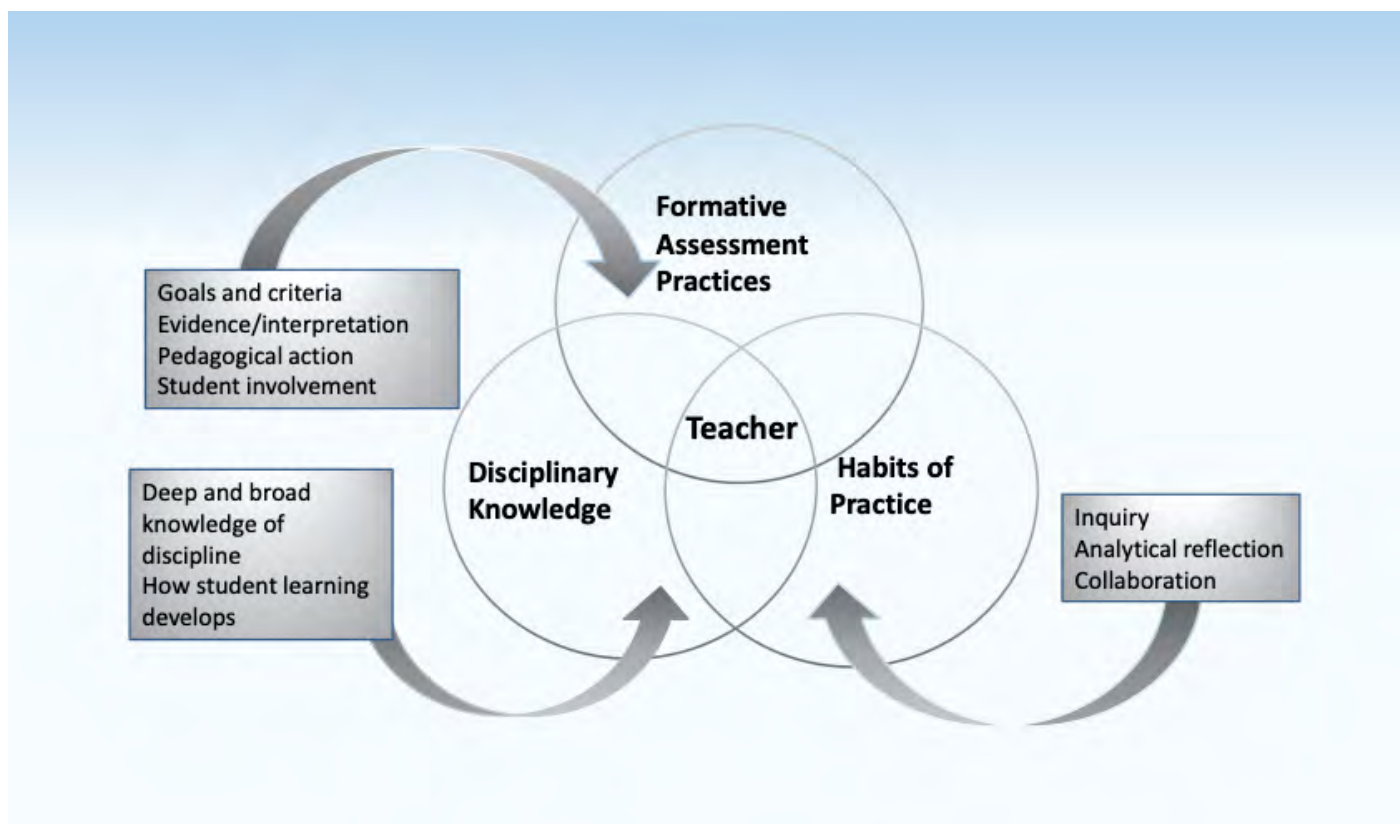 Formative
Assessment
Practices
Goals and criteria
Evidence/interpretation
Pedagogical action
Student involvement
Teacher
Disciplinary
Knowledge
Habits of
Practice
Deep and broad
knowledge of
discipline
How student learning
develops
Inquiry
Analytical reflection
Collaboration